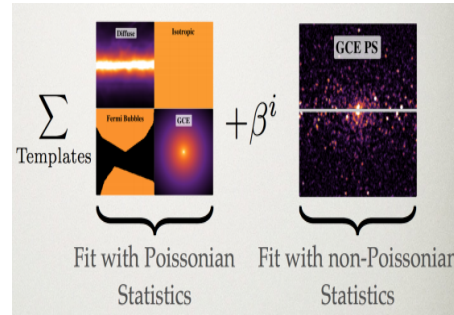 Diffuse
Isotropic
Fermi Bubbles
GCE
∑
Templates
+β^i
GCE PS
Fit with Poissonian
Statistics
Fit with non-Poissonian
Statistics